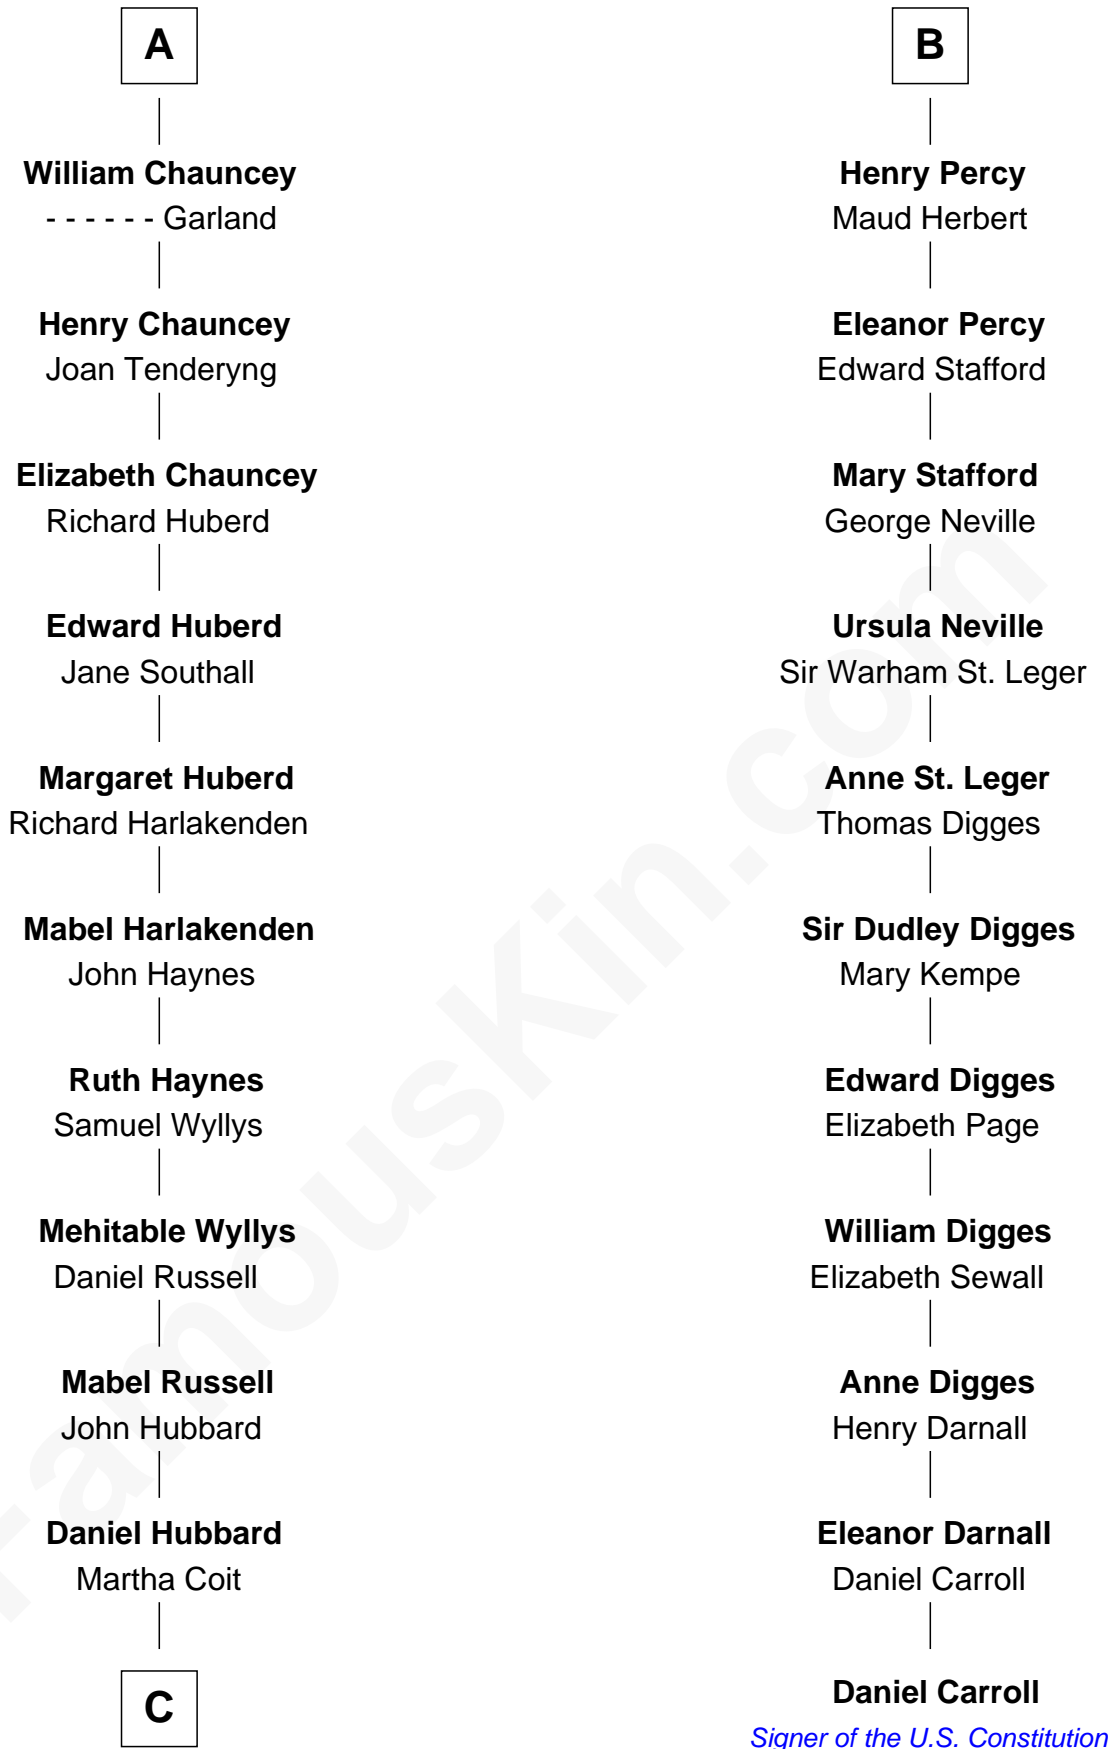 A
William Chauncey
- - - - - - Garland
Henry Chauncey
Joan Tenderyng
Elizabeth Chauncey
Richard Huberd
Edward Huberd
Jane Southall
Margaret Huberd
Richard Harlakenden
Mabel Harlakenden
John Haynes
Ruth Haynes
Samuel Wyllys
Mehitable Wyllys
Daniel Russell
Mabel Russell
John Hubbard
Daniel Hubbard
Martha Coit
C
B
Henry Percy
Maud Herbert
Eleanor Percy
Edward Stafford
Mary Stafford
George Neville
Ursula Neville
Sir Warham St. Leger
Anne St. Leger
Thomas Digges
Sir Dudley Digges
Mary Kempe
Edward Digges
Elizabeth Page
William Digges
Elizabeth Sewall
Anne Digges
Henry Darnall
Eleanor Darnall
Daniel Carroll
Daniel Carroll
Signer of the U.S. Constitution
FamousKin.com